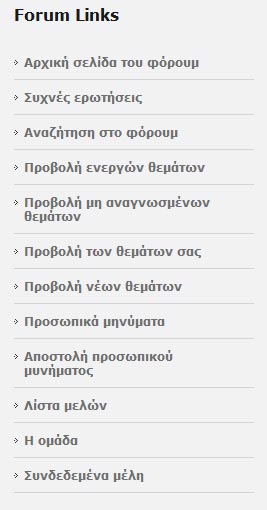 Forum Links
Αρχική σελίδα του φόρουμ
Συχνές ερωτήσεις
Αναζήτηση στο φόρουμ
Προβολή ενεργών θεμάτων
Προβολή μη αναγνωσμένων
θεμάτων
Προβολή των θεμάτων σας
Προβολή νέων θεμάτων
Προσωπικά μηνύματα
Αποστολή προσωπικού
μυνήματος
Λίστα μελών
Η ομάδα
Συνδεδεμένα μέλη